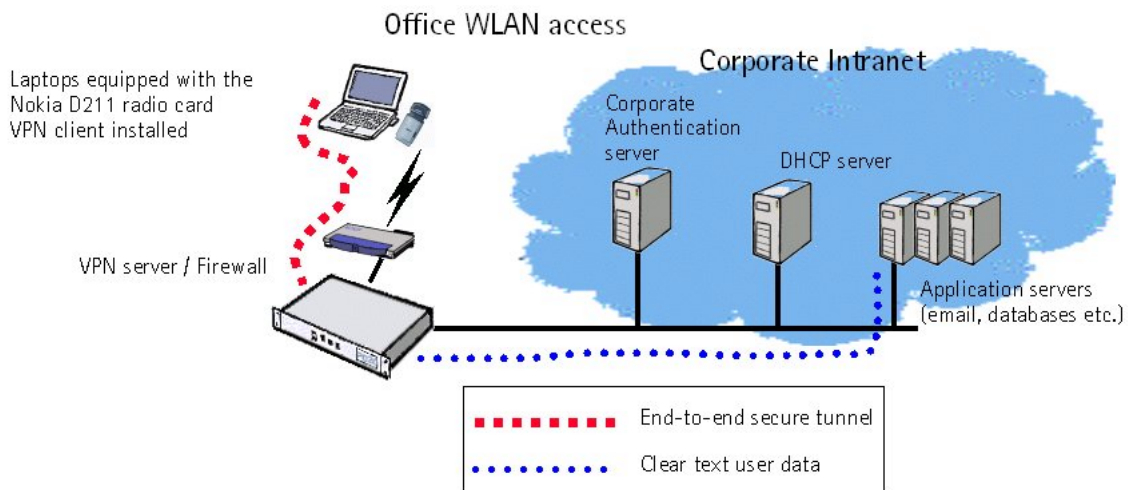 Office WLAN access
Laptops equipped with the
Nokia D211 radio card
VPN client installed
Corporate Intranet
Corporate
Authentication
server
DHCP server
VPN server / Firewall
Application servers
(email, databases etc.)
End-to-end secure tunnel
Clear text user data